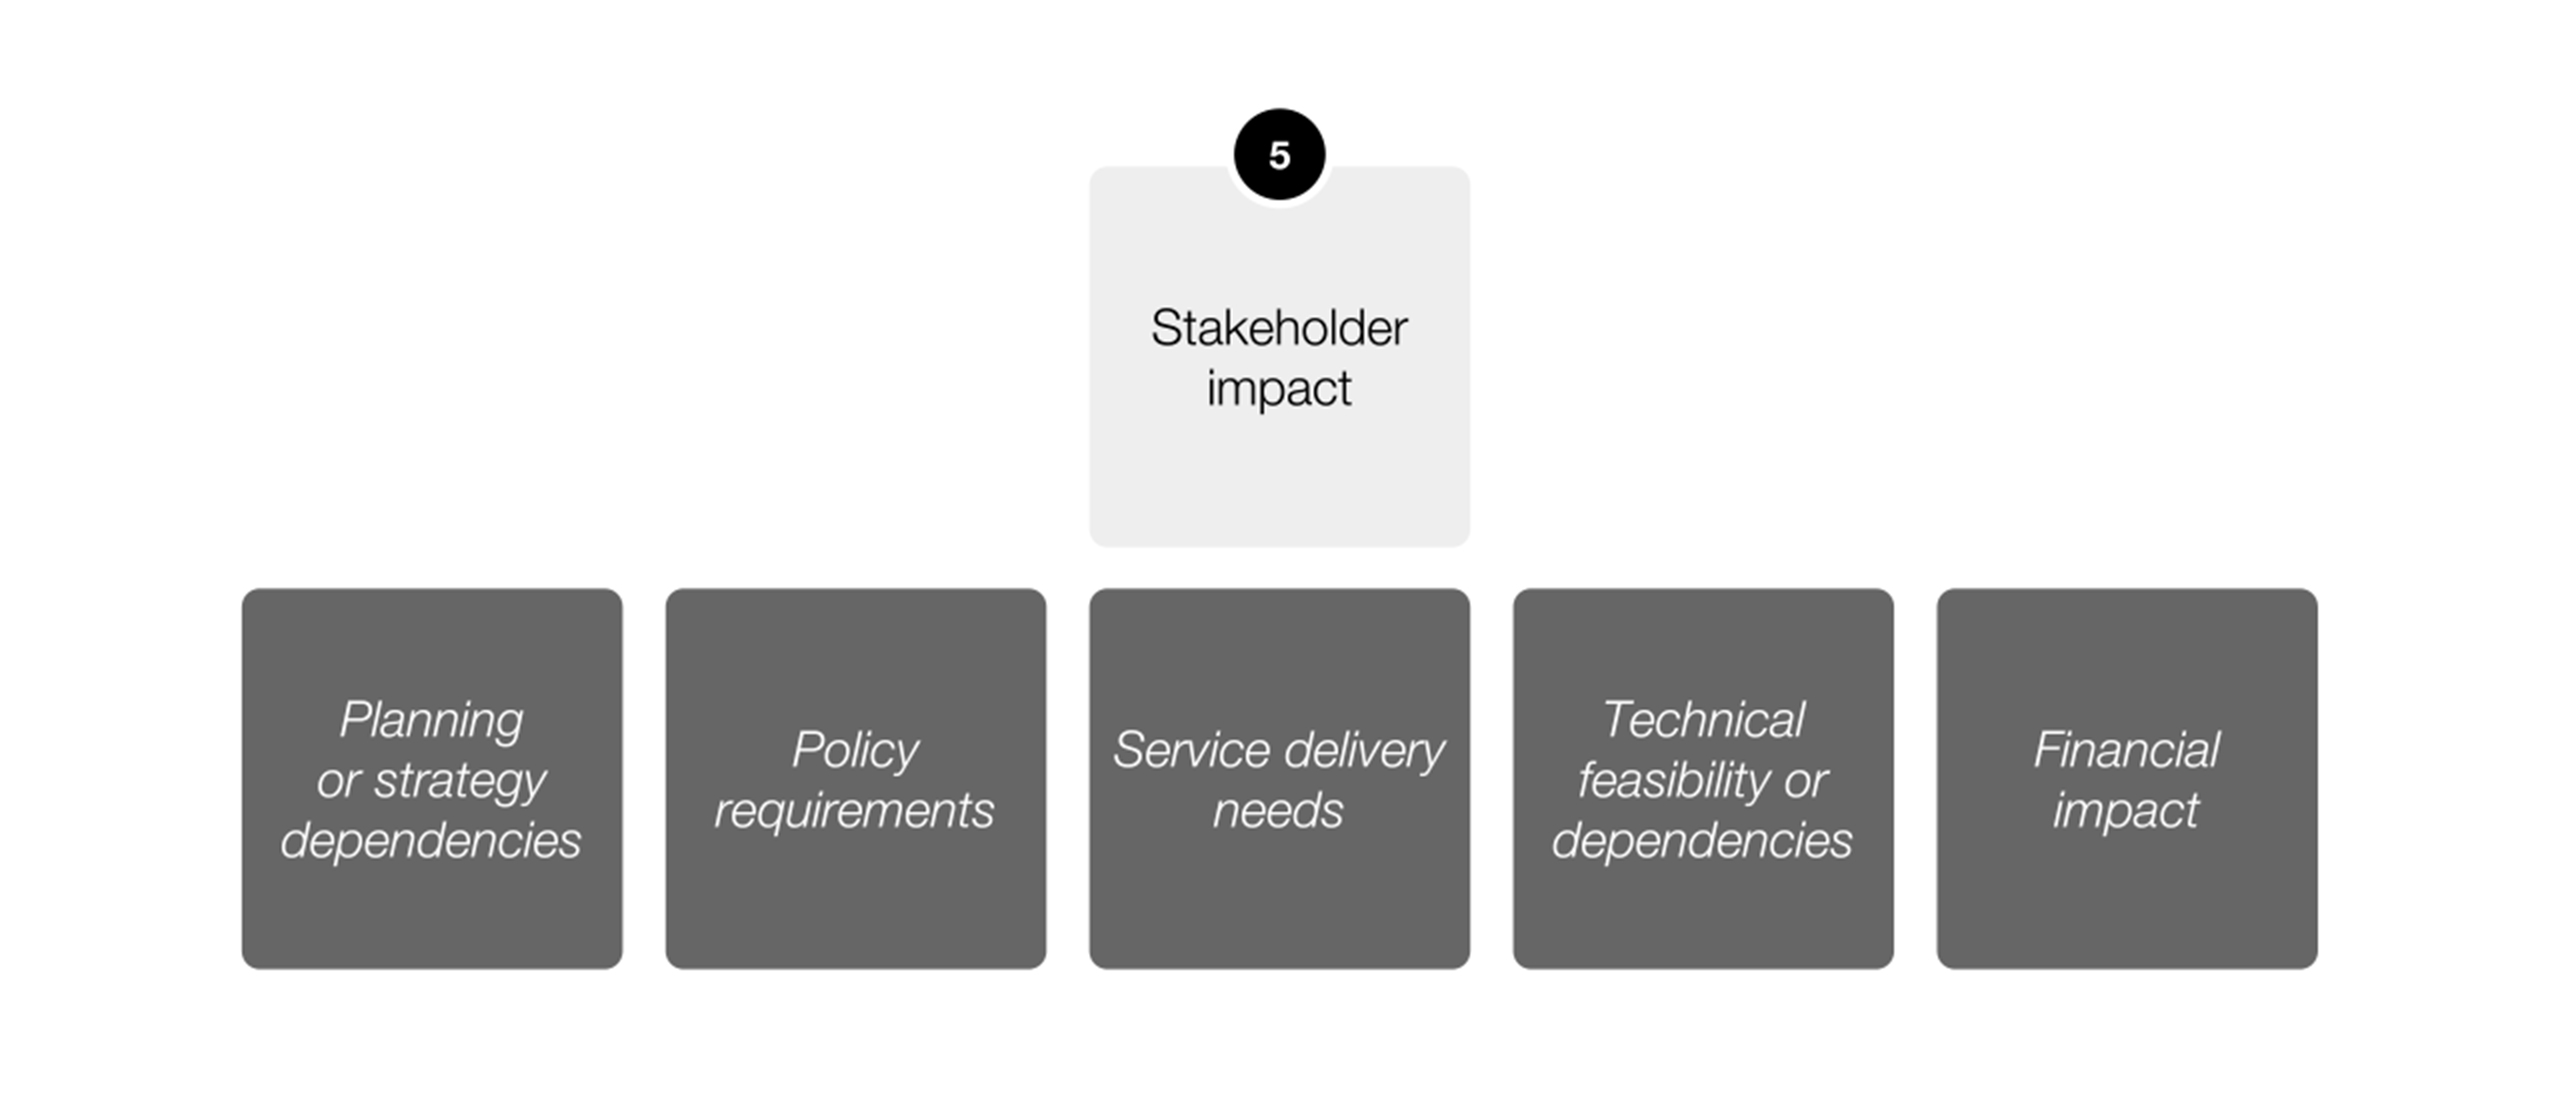 5
Stakeholder
impact
Planning
or strategy
dependencies
Policy
requirements
Service delivery
needs
Technical
feasibility or
dependencies
Financial
impact